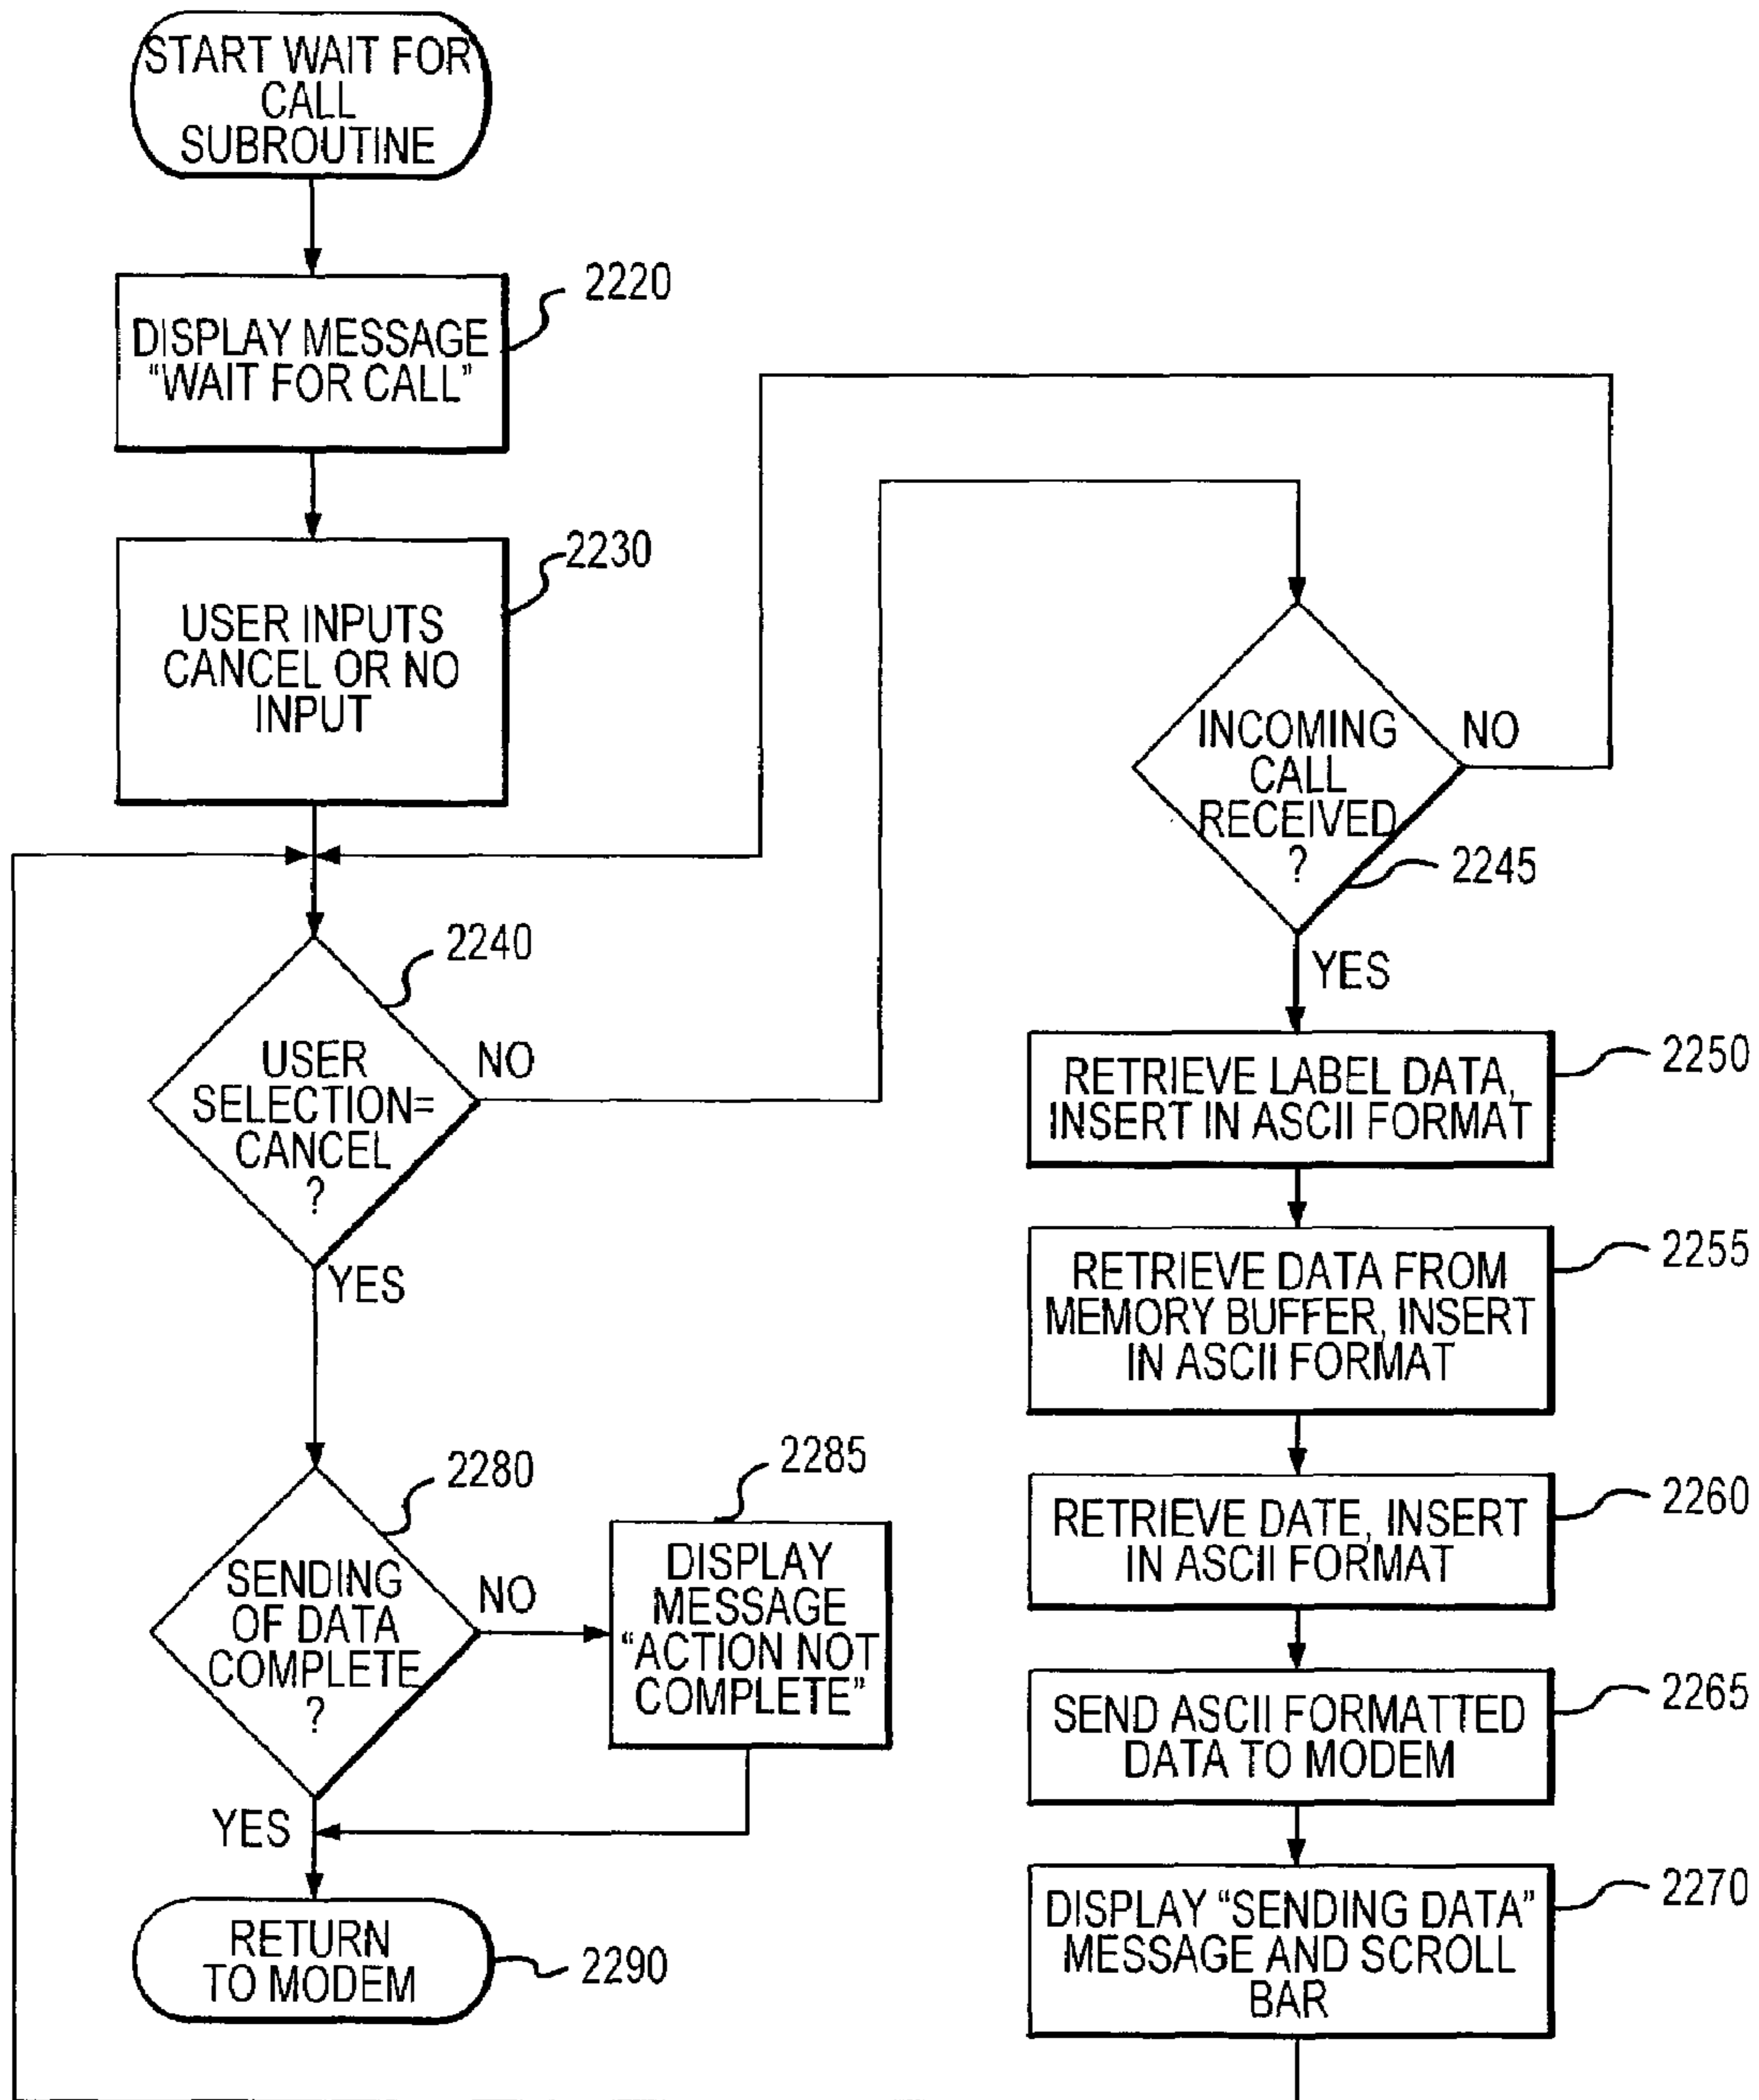 START WAIT FOR
CALL
SUBROUTINE
2220
DISPLAY MESSAGE
“WAIT FOR CALL”
2230
USER INPUTS
CANCEL OR NO
INPUT
2240
USER
SELECTION=
CANCEL
?
NO
YES
2280
SENDING
OF DATA
COMPLETE
?
NO
YES
2285
DISPLAY
MESSAGE
“ACTION NOT
COMPLETE”
RETURN
TO MODEM
2290
INCOMING
CALL
RECEIVED
?
NO
2245
YES
2250
RETRIEVE LABEL DATA,
INSERT IN ASCII FORMAT
2255
RETRIEVE DATA FROM
MEMORY BUFFER, INSERT
IN ASCII FORMAT
2260
RETRIEVE DATE, INSERT
IN ASCII FORMAT
2265
SEND ASCII FORMATTED
DATA TO MODEM
2270
DISPLAY “SENDING DATA”
MESSAGE AND SCROLL
BAR